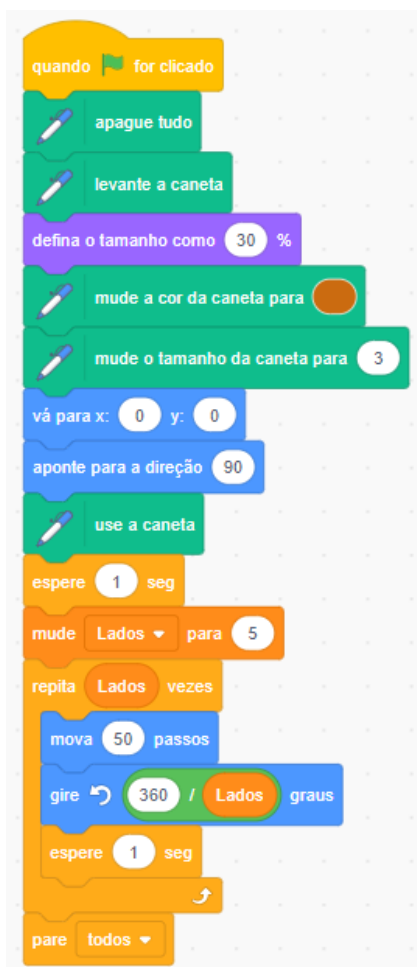 quando for clicado
apague tudo
levante a caneta
defina o tamanho como 30 %
mude a cor da caneta para
mude o tamanho da caneta para 3
vá para x: 0 y: 0
aponte para a direção 90
use a caneta
espere 1 seg
mude Lados para 5
repita Lados vezes
mova 50 passos
gire 360 / Lados graus
espere 1 seg
pare todos